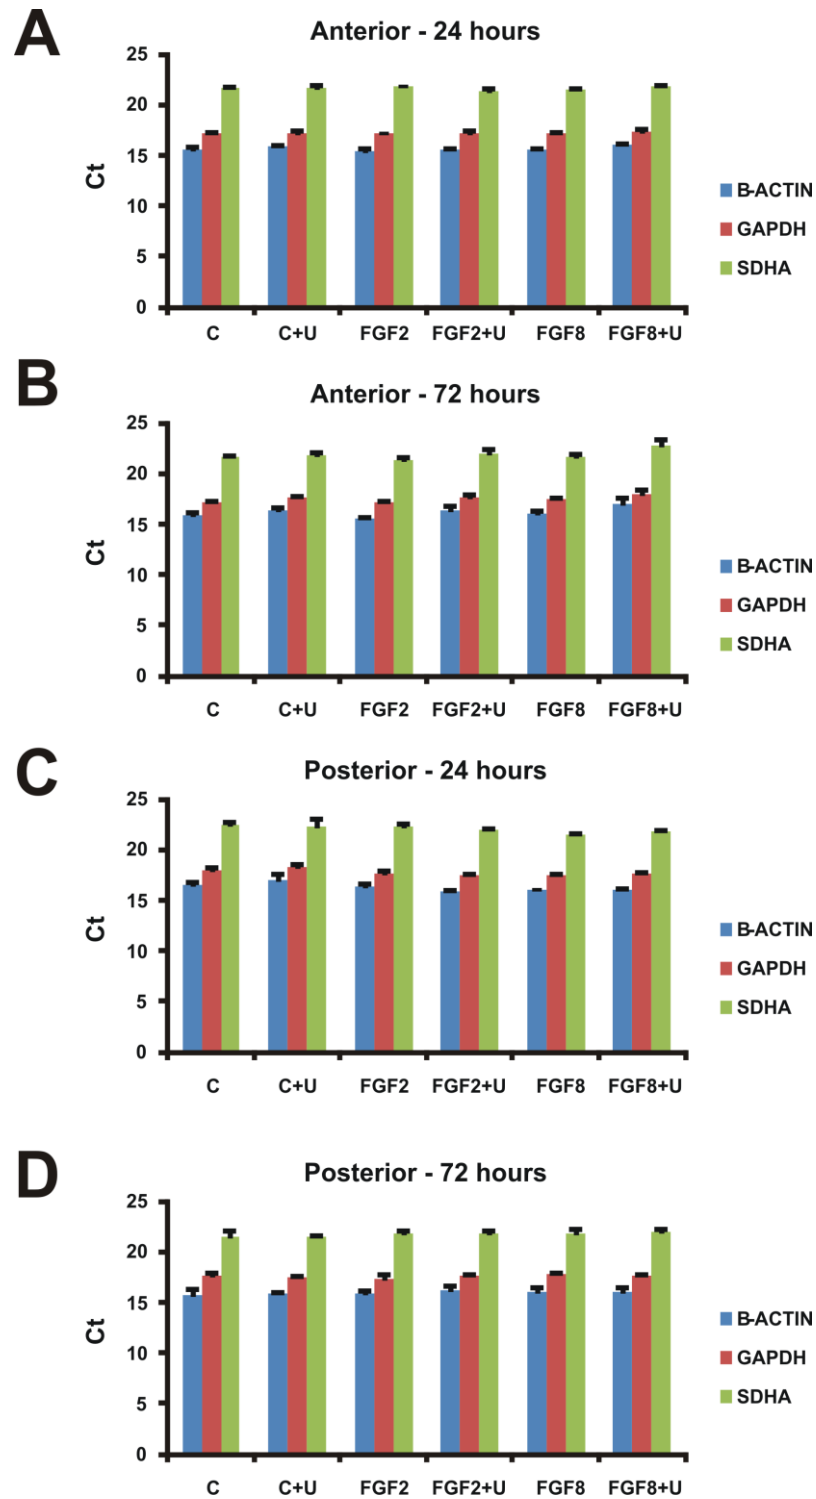 A
Anterior - 24 hours
25
20
15
10
5
0
Ct
C C+U FGF2 FGF2+U FGF8 FGF8+U
B-ACTIN
GAPDH
SDHA
B
Anterior - 72 hours
25
20
15
10
5
0
Ct
C C+U FGF2 FGF2+U FGF8 FGF8+U
B-ACTIN
GAPDH
SDHA
C
Posterior - 24 hours
25
20
15
10
5
0
Ct
C C+U FGF2 FGF2+U FGF8 FGF8+U
B-ACTIN
GAPDH
SDHA
D
Posterior - 72 hours
25
20
15
10
5
0
Ct
C C+U FGF2 FGF2+U FGF8 FGF8+U
B-ACTIN
GAPDH
SDHA